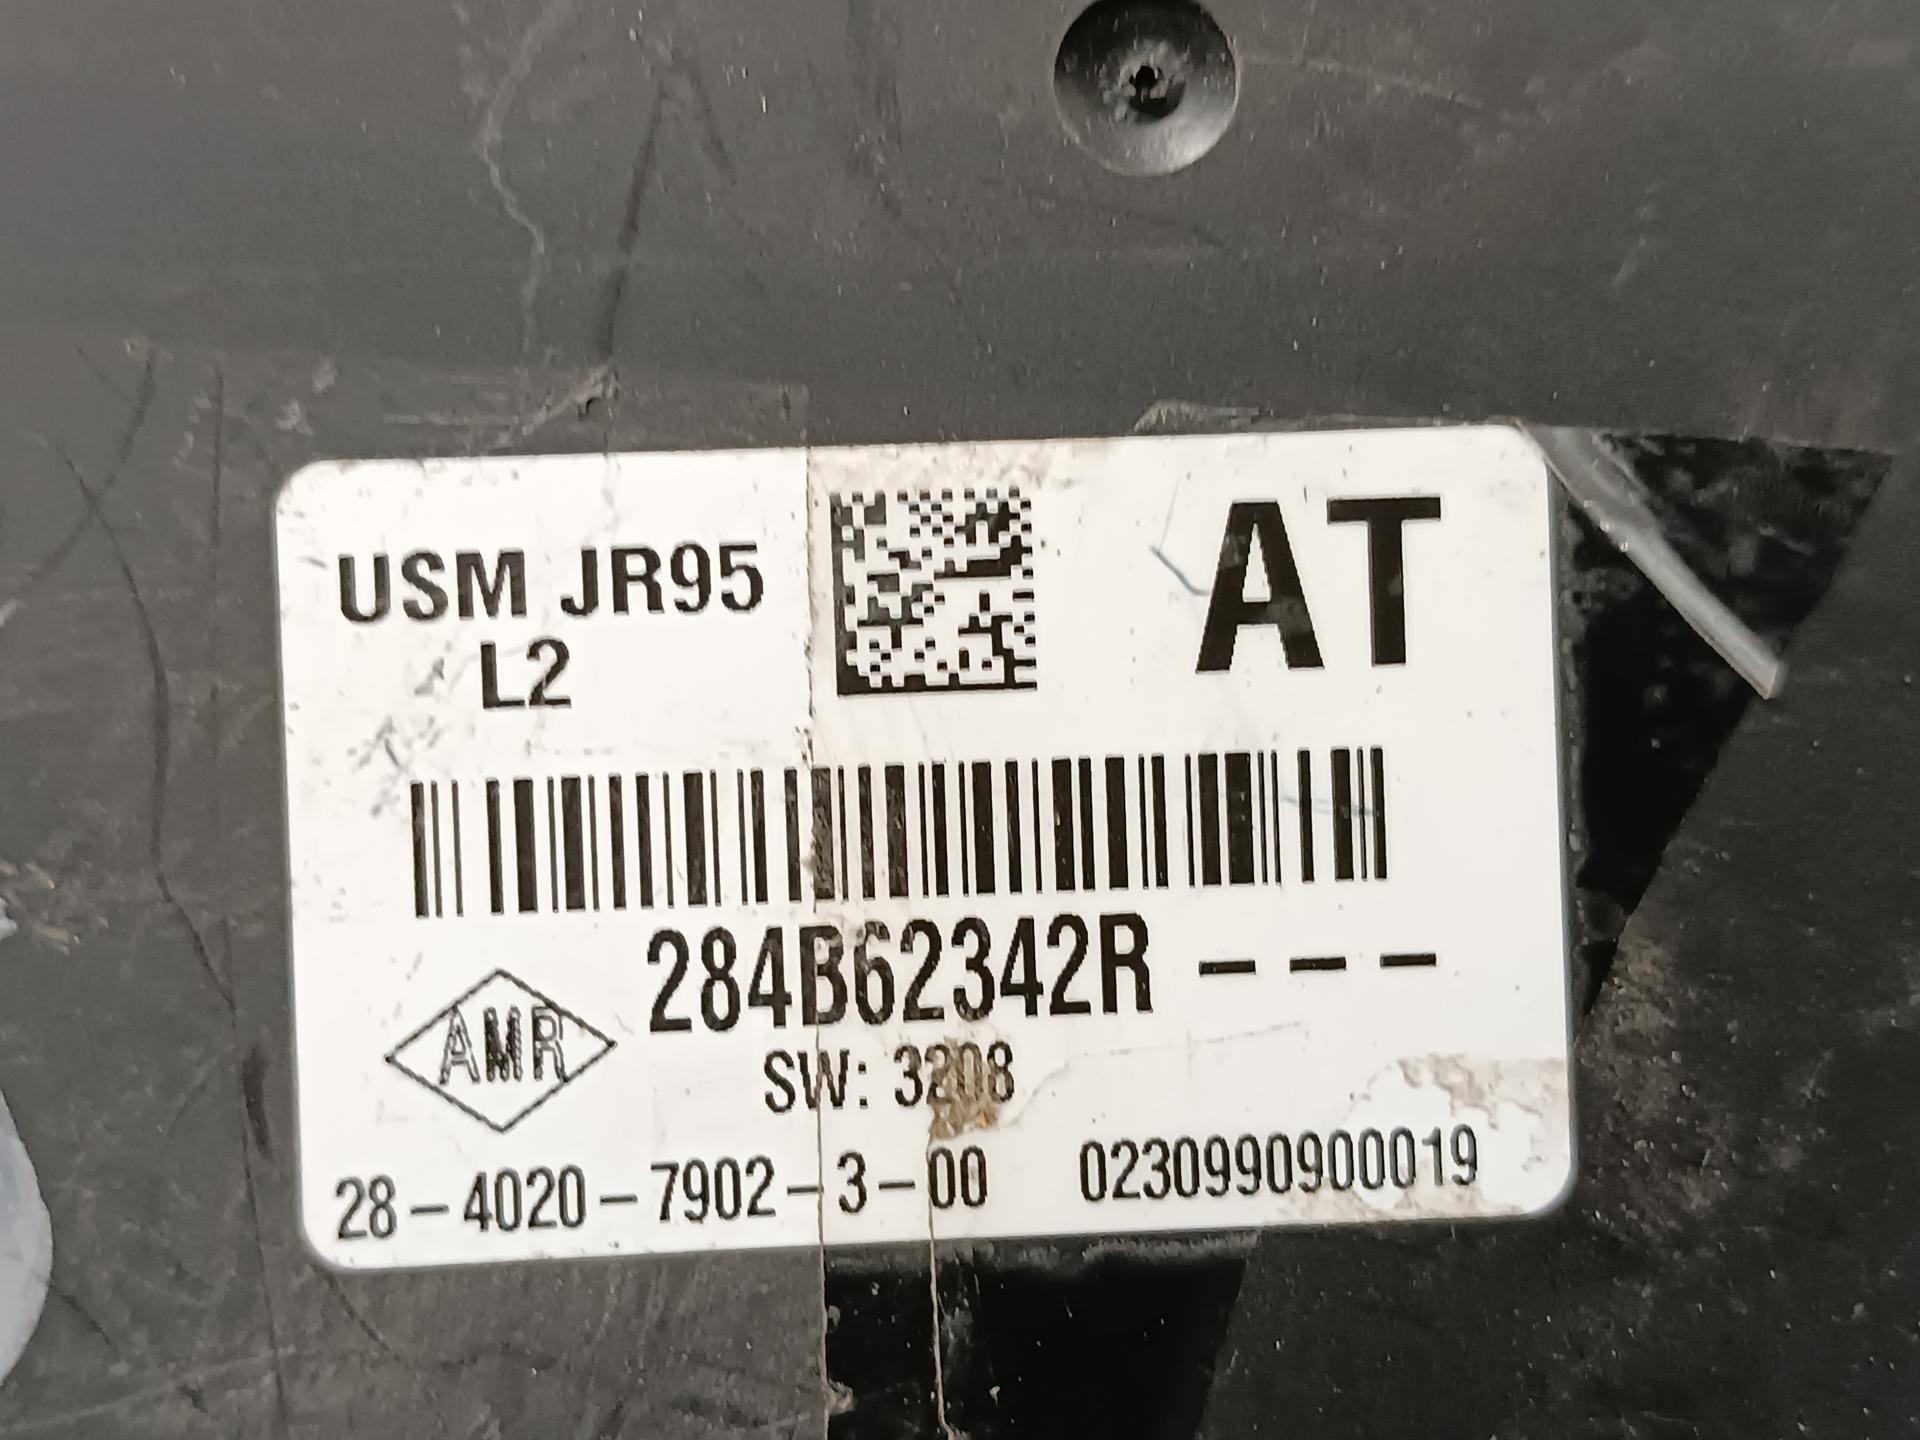 USM JR95
L2
AT
284B62342R - - -
AMR
SW: 3208
28-4020-7902-3-00 0230990900019